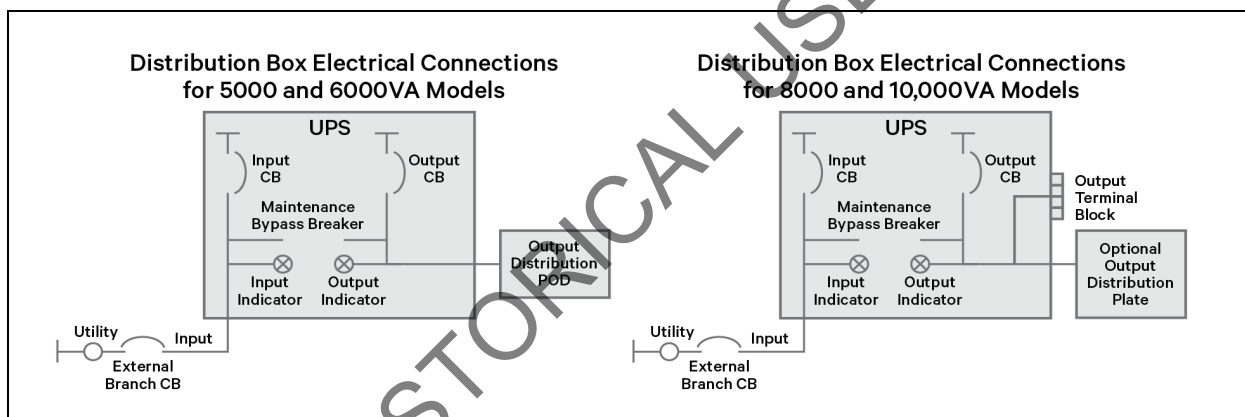 Distribution Box Electrical Connections
for 5000 and 6000VA Models
UPS
Input
CB
Output
CB
Maintenance
Bypass Breaker
Input
Indicator
Output
Indicator
Output
Distribution
POD
Utility
Input
External
Branch CB
Distribution Box Electrical Connections
for 8000 and 10,000VA Models
UPS
Input
CB
Output
CB
Maintenance
Bypass Breaker
Input
Indicator
Output
Indicator
Output
Terminal
Block
Optional
Output
Distribution
Plate
Utility
Input
External
Branch CB
STORICAL USE